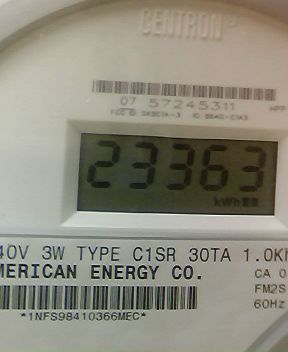 CENTRON
07 57245311
23363
kWh
40V 3W TYPE C1SR 30TA 1.0Kh
MERICAN ENERGY CO.
CA 0
FM2S
60Hz
*1NFS98410366MEC*